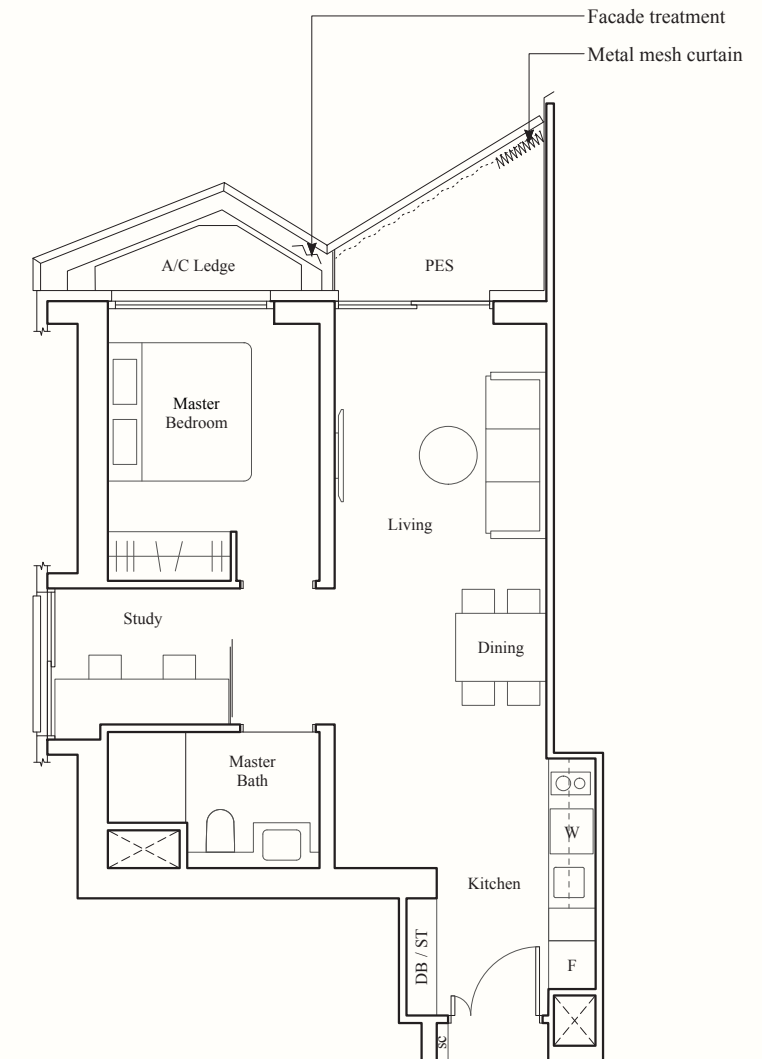 Facade treatment
Metal mesh curtain
A/C Ledge
PES
Master
Bedroom
Living
Study
Dining
Master
Bath
W
Kitchen
DB / ST
F
sc